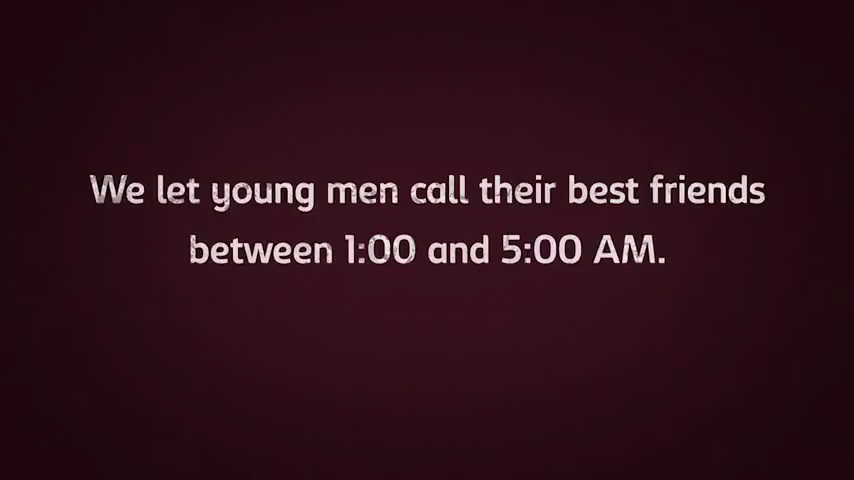 We let young men call their best friends
between 1:00 and 5:00 AM.